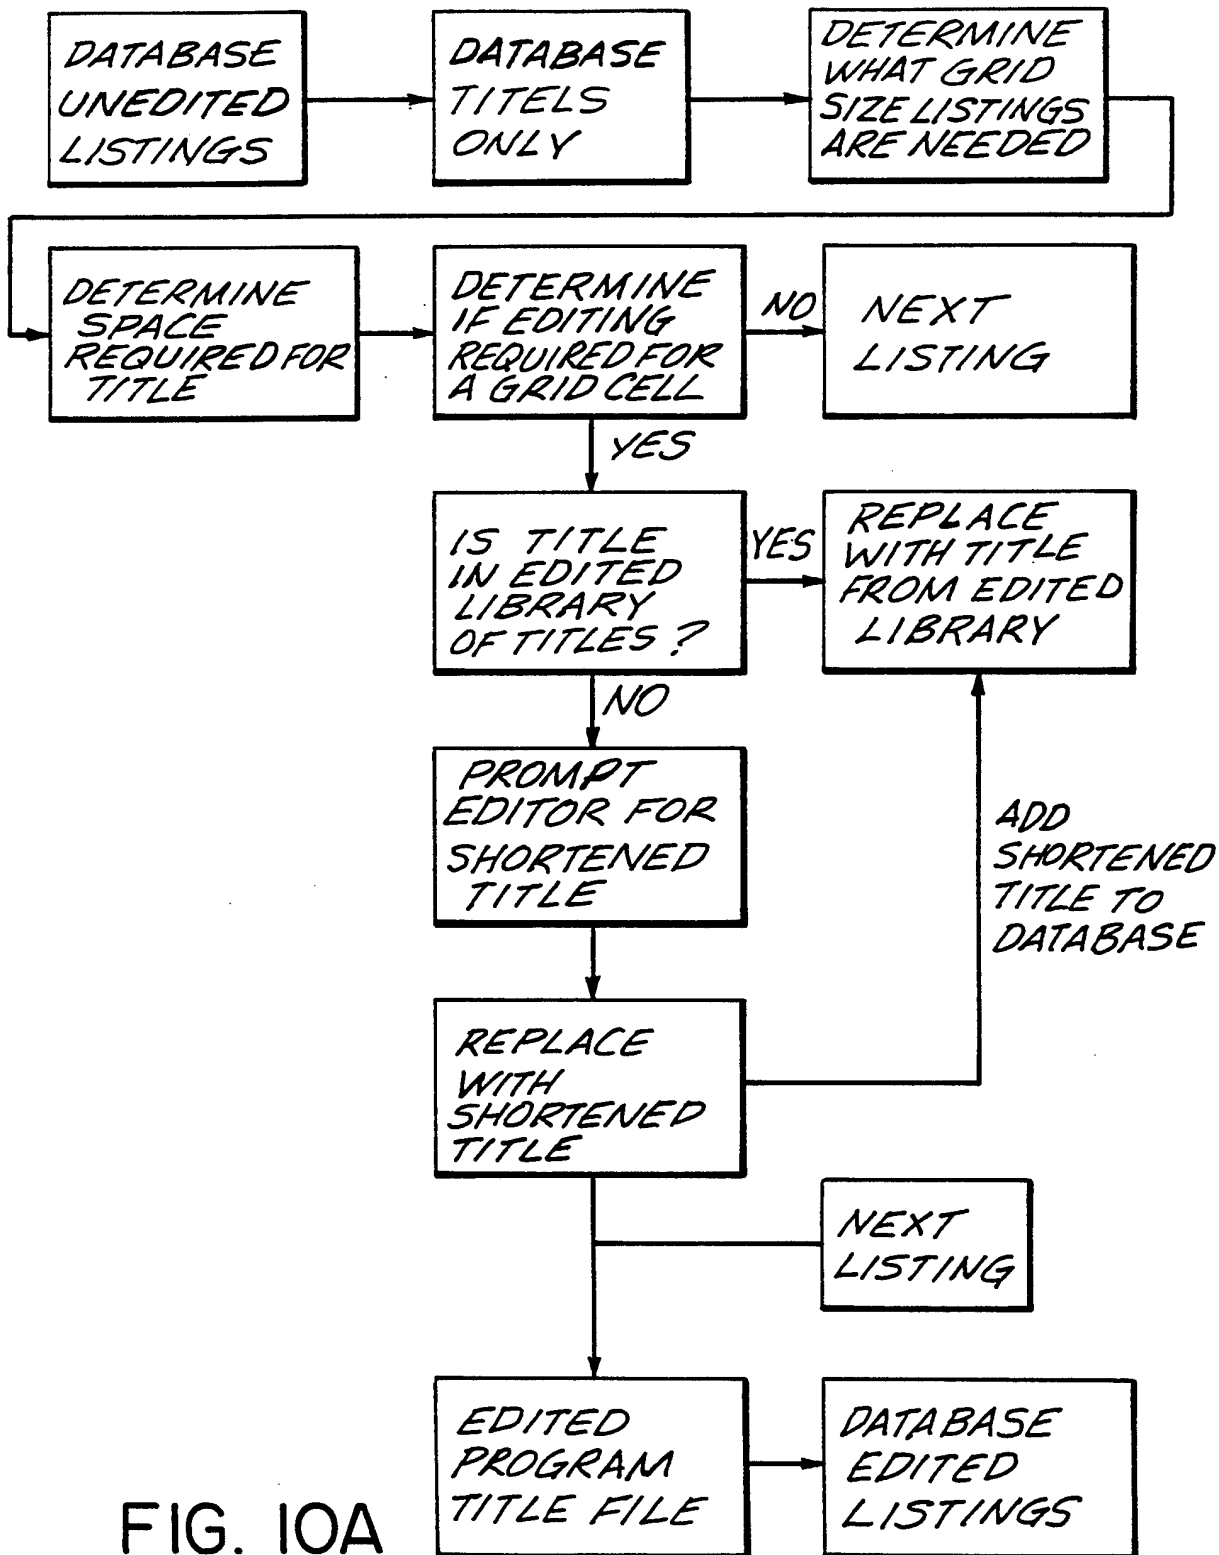 DATABASE
UNEDITED
LISTINGS
DATABASE
TITELS
ONLY
DETERMINE
WHAT GRID
SIZE LISTINGS
ARE NEEDED
DETERMINE
SPACE
REQUIRED FOR
TITLE
DETERMINE
IF EDITING
REQUIRED FOR
A GRID CELL
NO
NEXT
LISTING
YES
IS TITLE
IN EDITED
LIBRARY
OF TITLES?
YES
REPLACE
WITH TITLE
FROM EDITED
LIBRARY
NO
PROMPT
EDITOR FOR
SHORTENED
TITLE
ADD
SHORTENED
TITLE TO
DATABASE
REPLACE
WITH
SHORTENED
TITLE
NEXT
LISTING
EDITED
PROGRAM
TITLE FILE
DATABASE
EDITED
LISTINGS
FIG. 10A